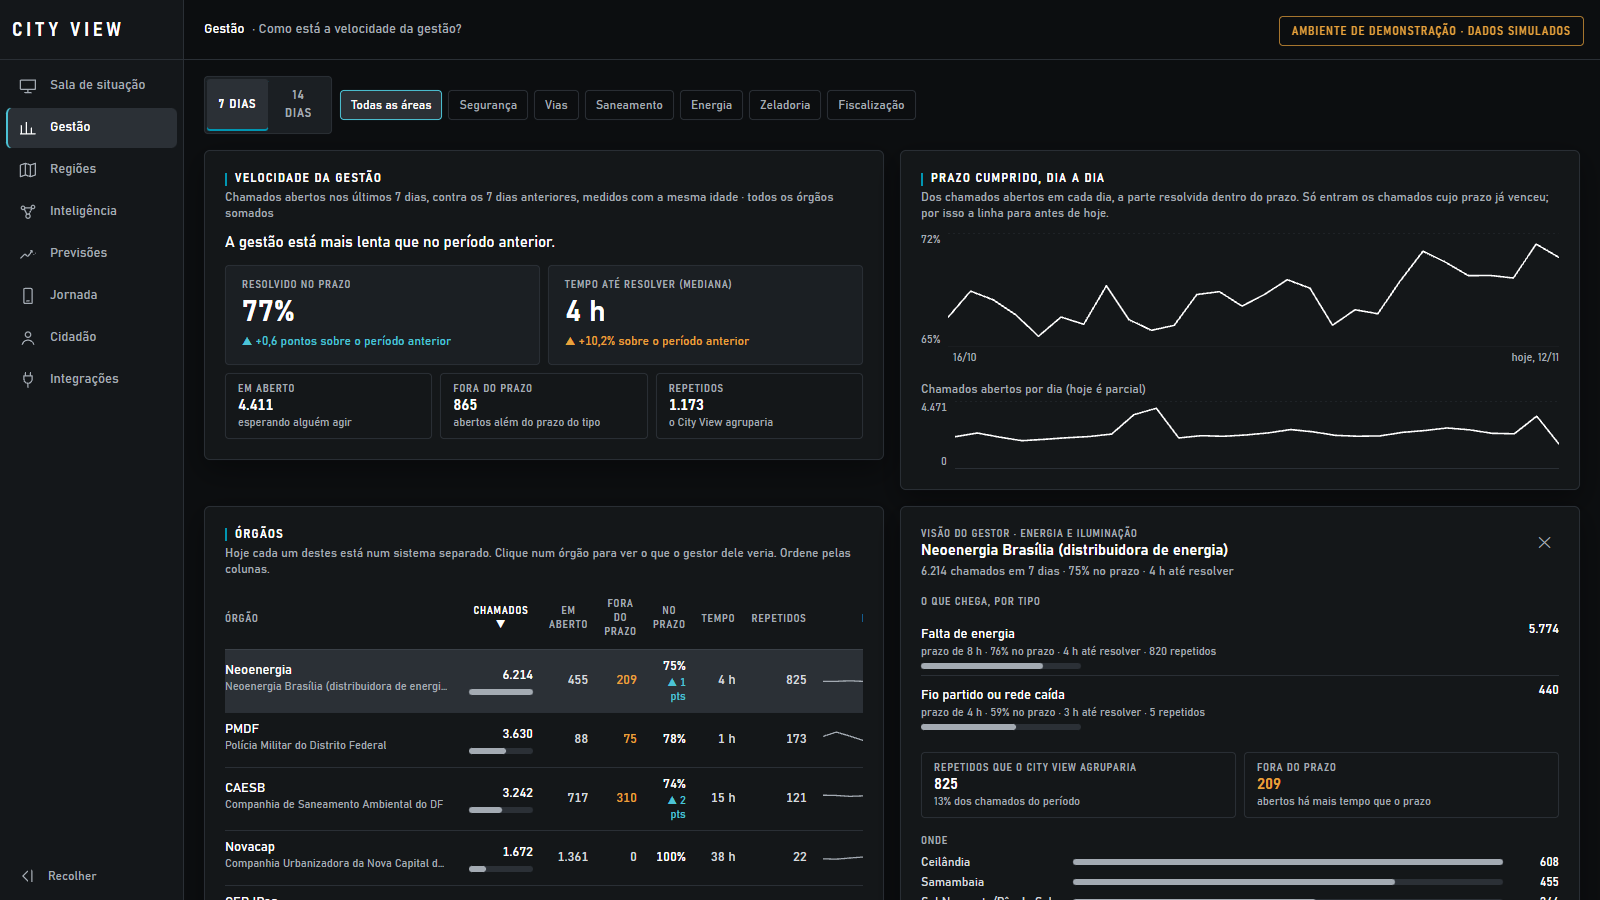 CITY VIEW
Gestão · Como está a velocidade da gestão?
AMBIENTE DE DEMONSTRAÇÃO · DADOS SIMULADOS
Sala de situação
Gestão
Regiões
Inteligência
Previsões
Jornada
Cidadão
Integrações
Recolher
7 DIAS
14
DIAS
Todas as áreas
Segurança
Vias
Saneamento
Energia
Zeladoria
Fiscalização
VELOCIDADE DA GESTÃO
Chamados abertos nos últimos 7 dias, contra os 7 dias anteriores, medidos com a mesma idade · todos os órgãos
somados
A gestão está mais lenta que no período anterior.
RESOLVIDO NO PRAZO
77%
▲ +0,6 pontos sobre o período anterior
TEMPO ATÉ RESOLVER (MEDIANA)
4 h
▲ +10,2% sobre o período anterior
EM ABERTO
4.411
esperando alguém agir
FORA DO PRAZO
865
abertos além do prazo do tipo
REPETIDOS
1.173
o City View agruparia
PRAZO CUMPRIDO, DIA A DIA
Dos chamados abertos em cada dia, a parte resolvida dentro do prazo. Só entram os chamados cujo prazo já venceu;
por isso a linha para antes de hoje.
72%
65%
16/10
hoje, 12/11
Chamados abertos por dia (hoje é parcial)
4.471
0
ÓRGÃOS
Hoje cada um destes está num sistema separado. Clique num órgão para ver o que o gestor dele veria. Ordene pelas
colunas.
ÓRGÃO
CHAMADOS
▼
EM
ABERTO
FORA
DO
PRAZO
NO
PRAZO
TEMPO
REPETIDOS
Neoenergia
Neoenergia Brasília (distribuidora de energi...
6.214
455
209
75%
▲ 1
pts
4 h
825
PMDF
Polícia Militar do Distrito Federal
3.630
88
75
78%
1 h
173
CAESB
Companhia de Saneamento Ambiental do DF
3.242
717
310
74%
▲ 2
pts
15 h
121
Novacap
Companhia Urbanizadora da Nova Capital d...
1.672
1.361
0
100%
38 h
22
VISÃO DO GESTOR · ENERGIA E ILUMINAÇÃO
Neoenergia Brasília (distribuidora de energia)
6.214 chamados em 7 dias · 75% no prazo · 4 h até resolver
O QUE CHEGA, POR TIPO
Falta de energia
5.774
prazo de 8 h · 76% no prazo · 4 h até resolver · 820 repetidos
Fio partido ou rede caída
440
prazo de 4 h · 59% no prazo · 3 h até resolver · 5 repetidos
REPETIDOS QUE O CITY VIEW AGRUPARIA
825
13% dos chamados do período
FORA DO PRAZO
209
abertos há mais tempo que o prazo
ONDE
Ceilândia
608
Samambaia
455